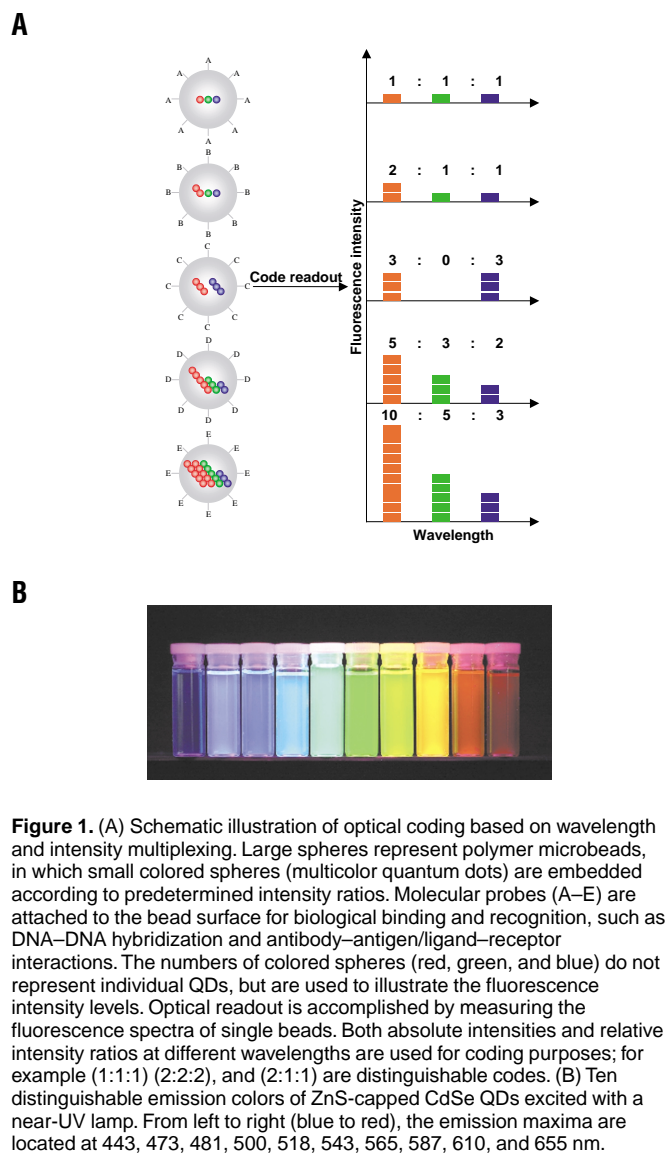 A
A
A A
A A
A A
A
B
B B
B B
B B
B
C
C C
C C
C C
C
D
D D
D D
D D
D
E
E E
E E
E E
E
Code readout
Fluorescence intensity
1 : 1 : 1
2 : 1 : 1
3 : 0 : 3
5 : 3 : 2
10 : 5 : 3
Wavelength
B
Figure 1. (A) Schematic illustration of optical coding based on wavelength
and intensity multiplexing. Large spheres represent polymer microbeads,
in which small colored spheres (multicolor quantum dots) are embedded
according to predetermined intensity ratios. Molecular probes (A–E) are
attached to the bead surface for biological binding and recognition, such as
DNA–DNA hybridization and antibody–antigen/ligand–receptor
interactions. The numbers of colored spheres (red, green, and blue) do not
represent individual QDs, but are used to illustrate the fluorescence
intensity levels. Optical readout is accomplished by measuring the
fluorescence spectra of single beads. Both absolute intensities and relative
intensity ratios at different wavelengths are used for coding purposes; for
example (1:1:1) (2:2:2), and (2:1:1) are distinguishable codes. (B) Ten
distinguishable emission colors of ZnS-capped CdSe QDs excited with a
near-UV lamp. From left to right (blue to red), the emission maxima are
located at 443, 473, 481, 500, 518, 543, 565, 587, 610, and 655 nm.